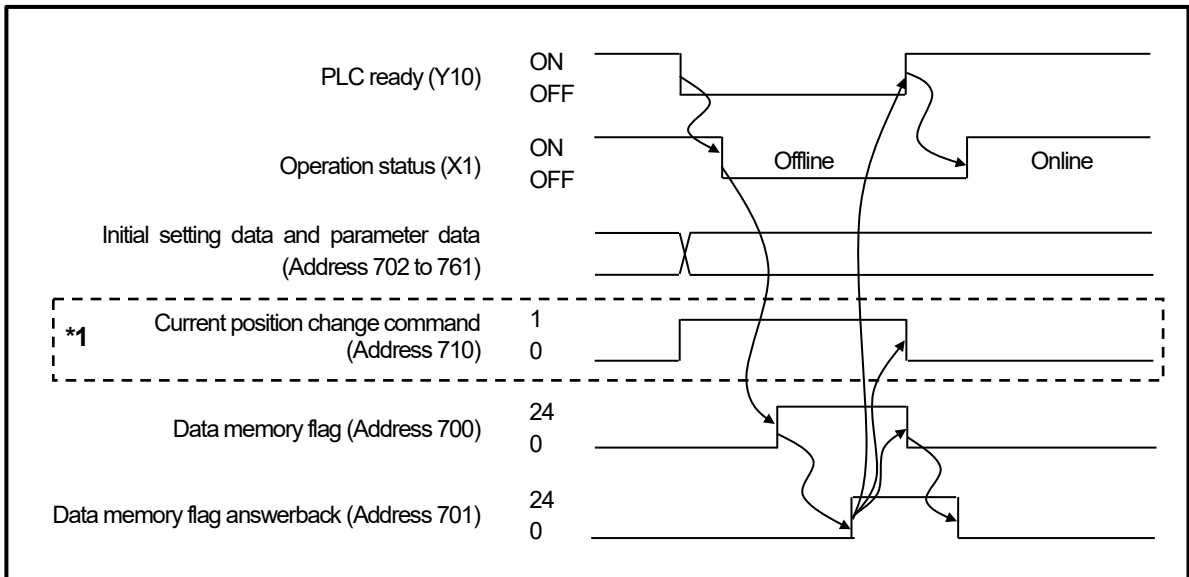 PLC ready (Y10)
ON
OFF
Operation status (X1)
ON
OFF
Offline
Online
Initial setting data and parameter data
(Address 702 to 761)
*1
Current position change command
(Address 710)
1
0
Data memory flag (Address 700)
24
0
Data memory flag answerback (Address 701)
24
0